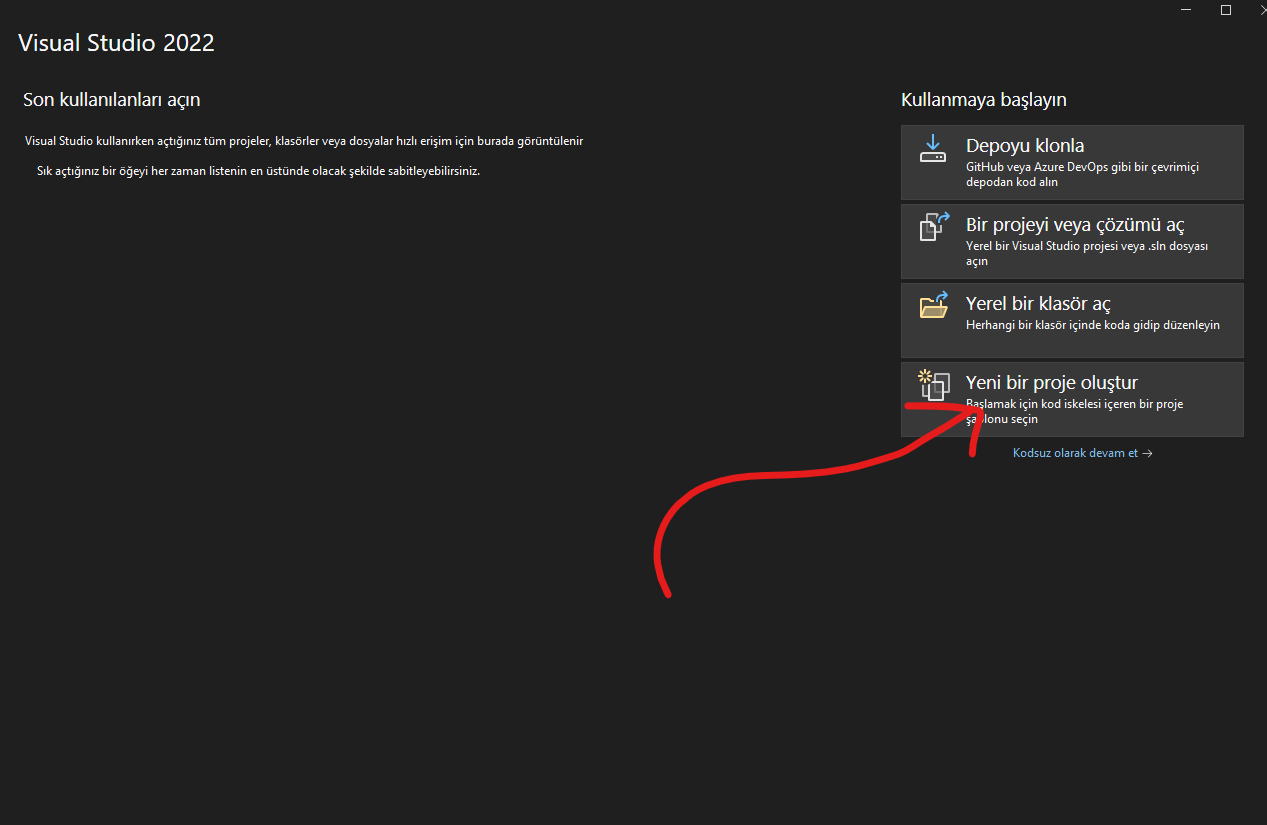 Visual Studio 2022
Son kullanılanları açın
Visual Studio kullanırken açtığınız tüm projeler, klasörler veya dosyalar hızlı erişim için burada görüntülenir
Sık açtığınız bir öğeyi her zaman listenin en üstünde olacak şekilde sabitleyebilirsiniz.
Kullanmaya başlayın
Depoyu klonla
GitHub veya Azure DevOps gibi bir çevrimiçi
depodan kod alın
Bir projeyi veya çözümü aç
Yerel bir Visual Studio projesi veya .sln dosyası
açın
Yerel bir klasör aç
Herhangi bir klasör içinde koda gidip düzenleyin
Yeni bir proje oluştur
Başlamak için kod iskelesi içeren bir proje
şablonu seçin
Kodsuz olarak devam et →